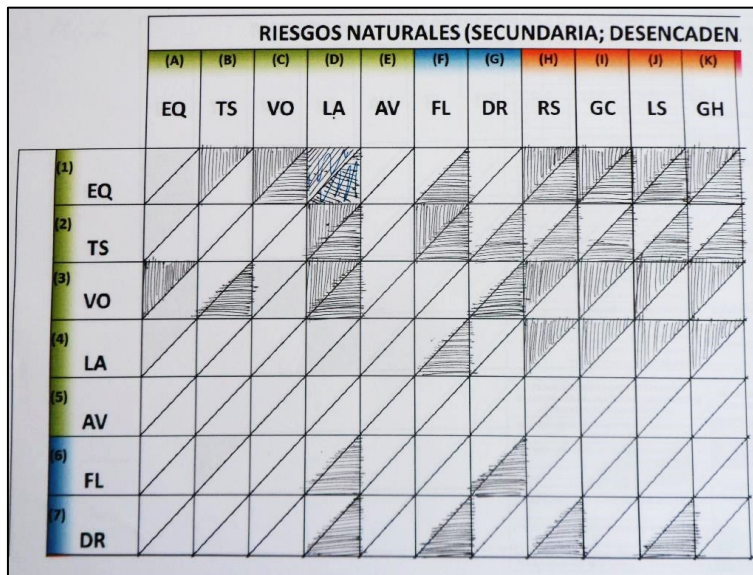 RIESGOS NATURALES (SECUNDARIA; DESENCADEN
(A) (B) (C) (D) (E) (F) (G) (H) (I) (J) (K)
EQ TS VO LA AV FL DR RS GC LS GH
(1) EQ
(2) TS
(3) VO
(4) LA
(5) AV
(6) FL
(7) DR